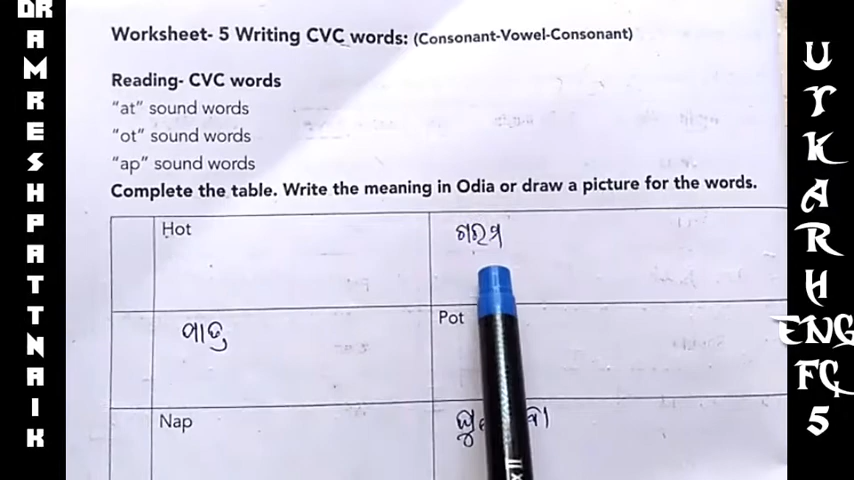 DR AMRESH PATTNAIK
Worksheet- 5 Writing CVC words: (Consonant-Vowel-Consonant)
Reading- CVC words
"at" sound words
"ot" sound words
"ap" sound words
Complete the table. Write the meaning in Odia or draw a picture for the words.
Hot ଗରମ
ପାତ୍ର Pot
Nap
UTKARH ENG FC 5